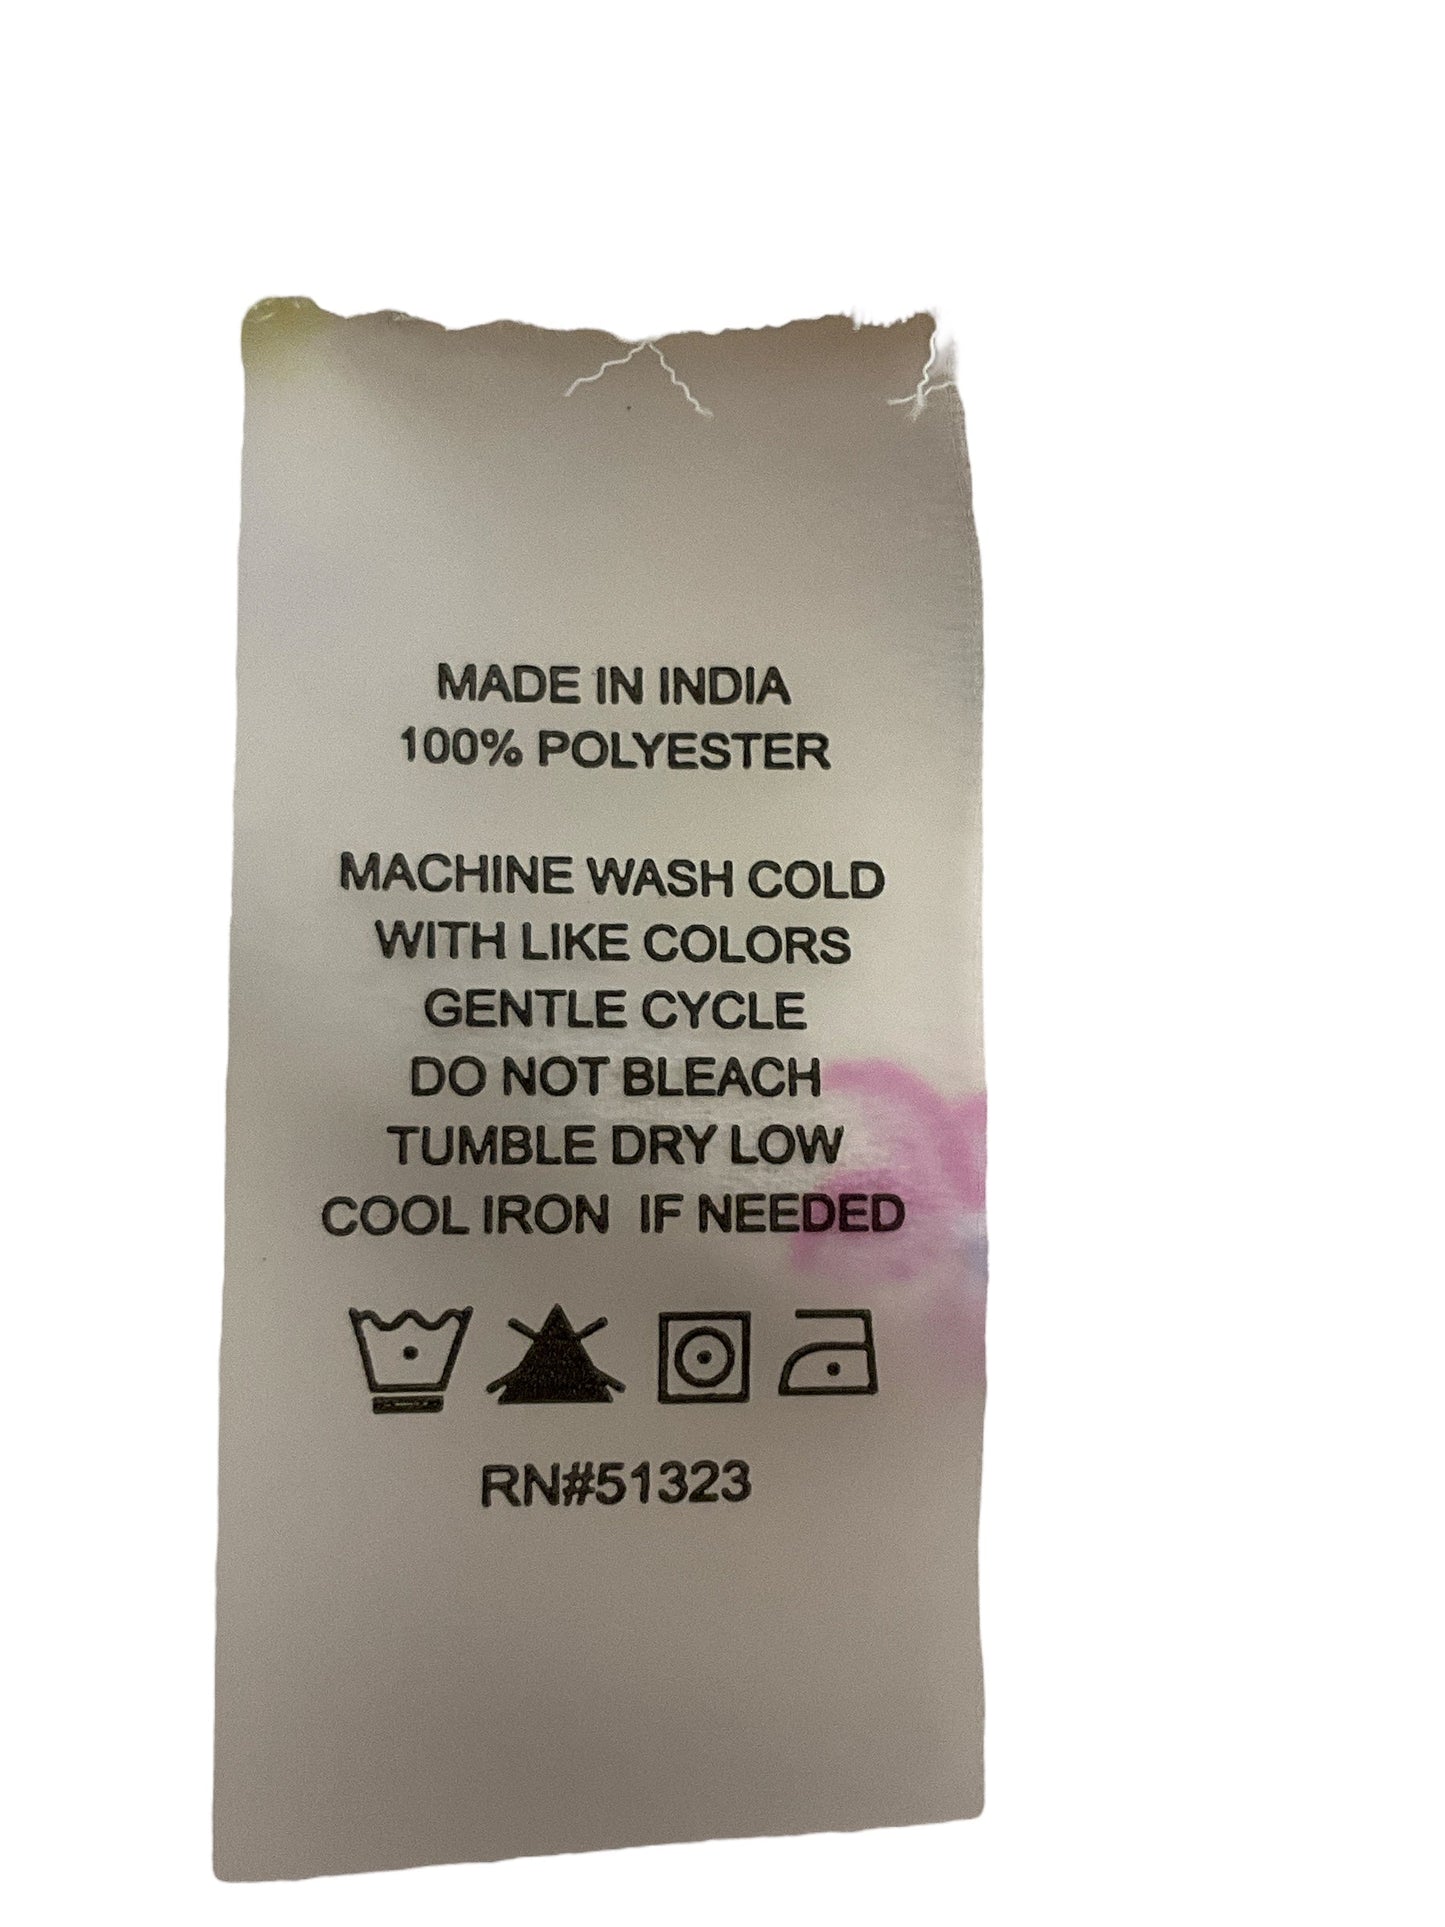 MADE IN INDIA
100% POLYESTER
MACHINE WASH COLD
WITH LIKE COLORS
GENTLE CYCLE
DO NOT BLEACH
TUMBLE DRY LOW
COOL IRON IF NEEDED
RN#51323